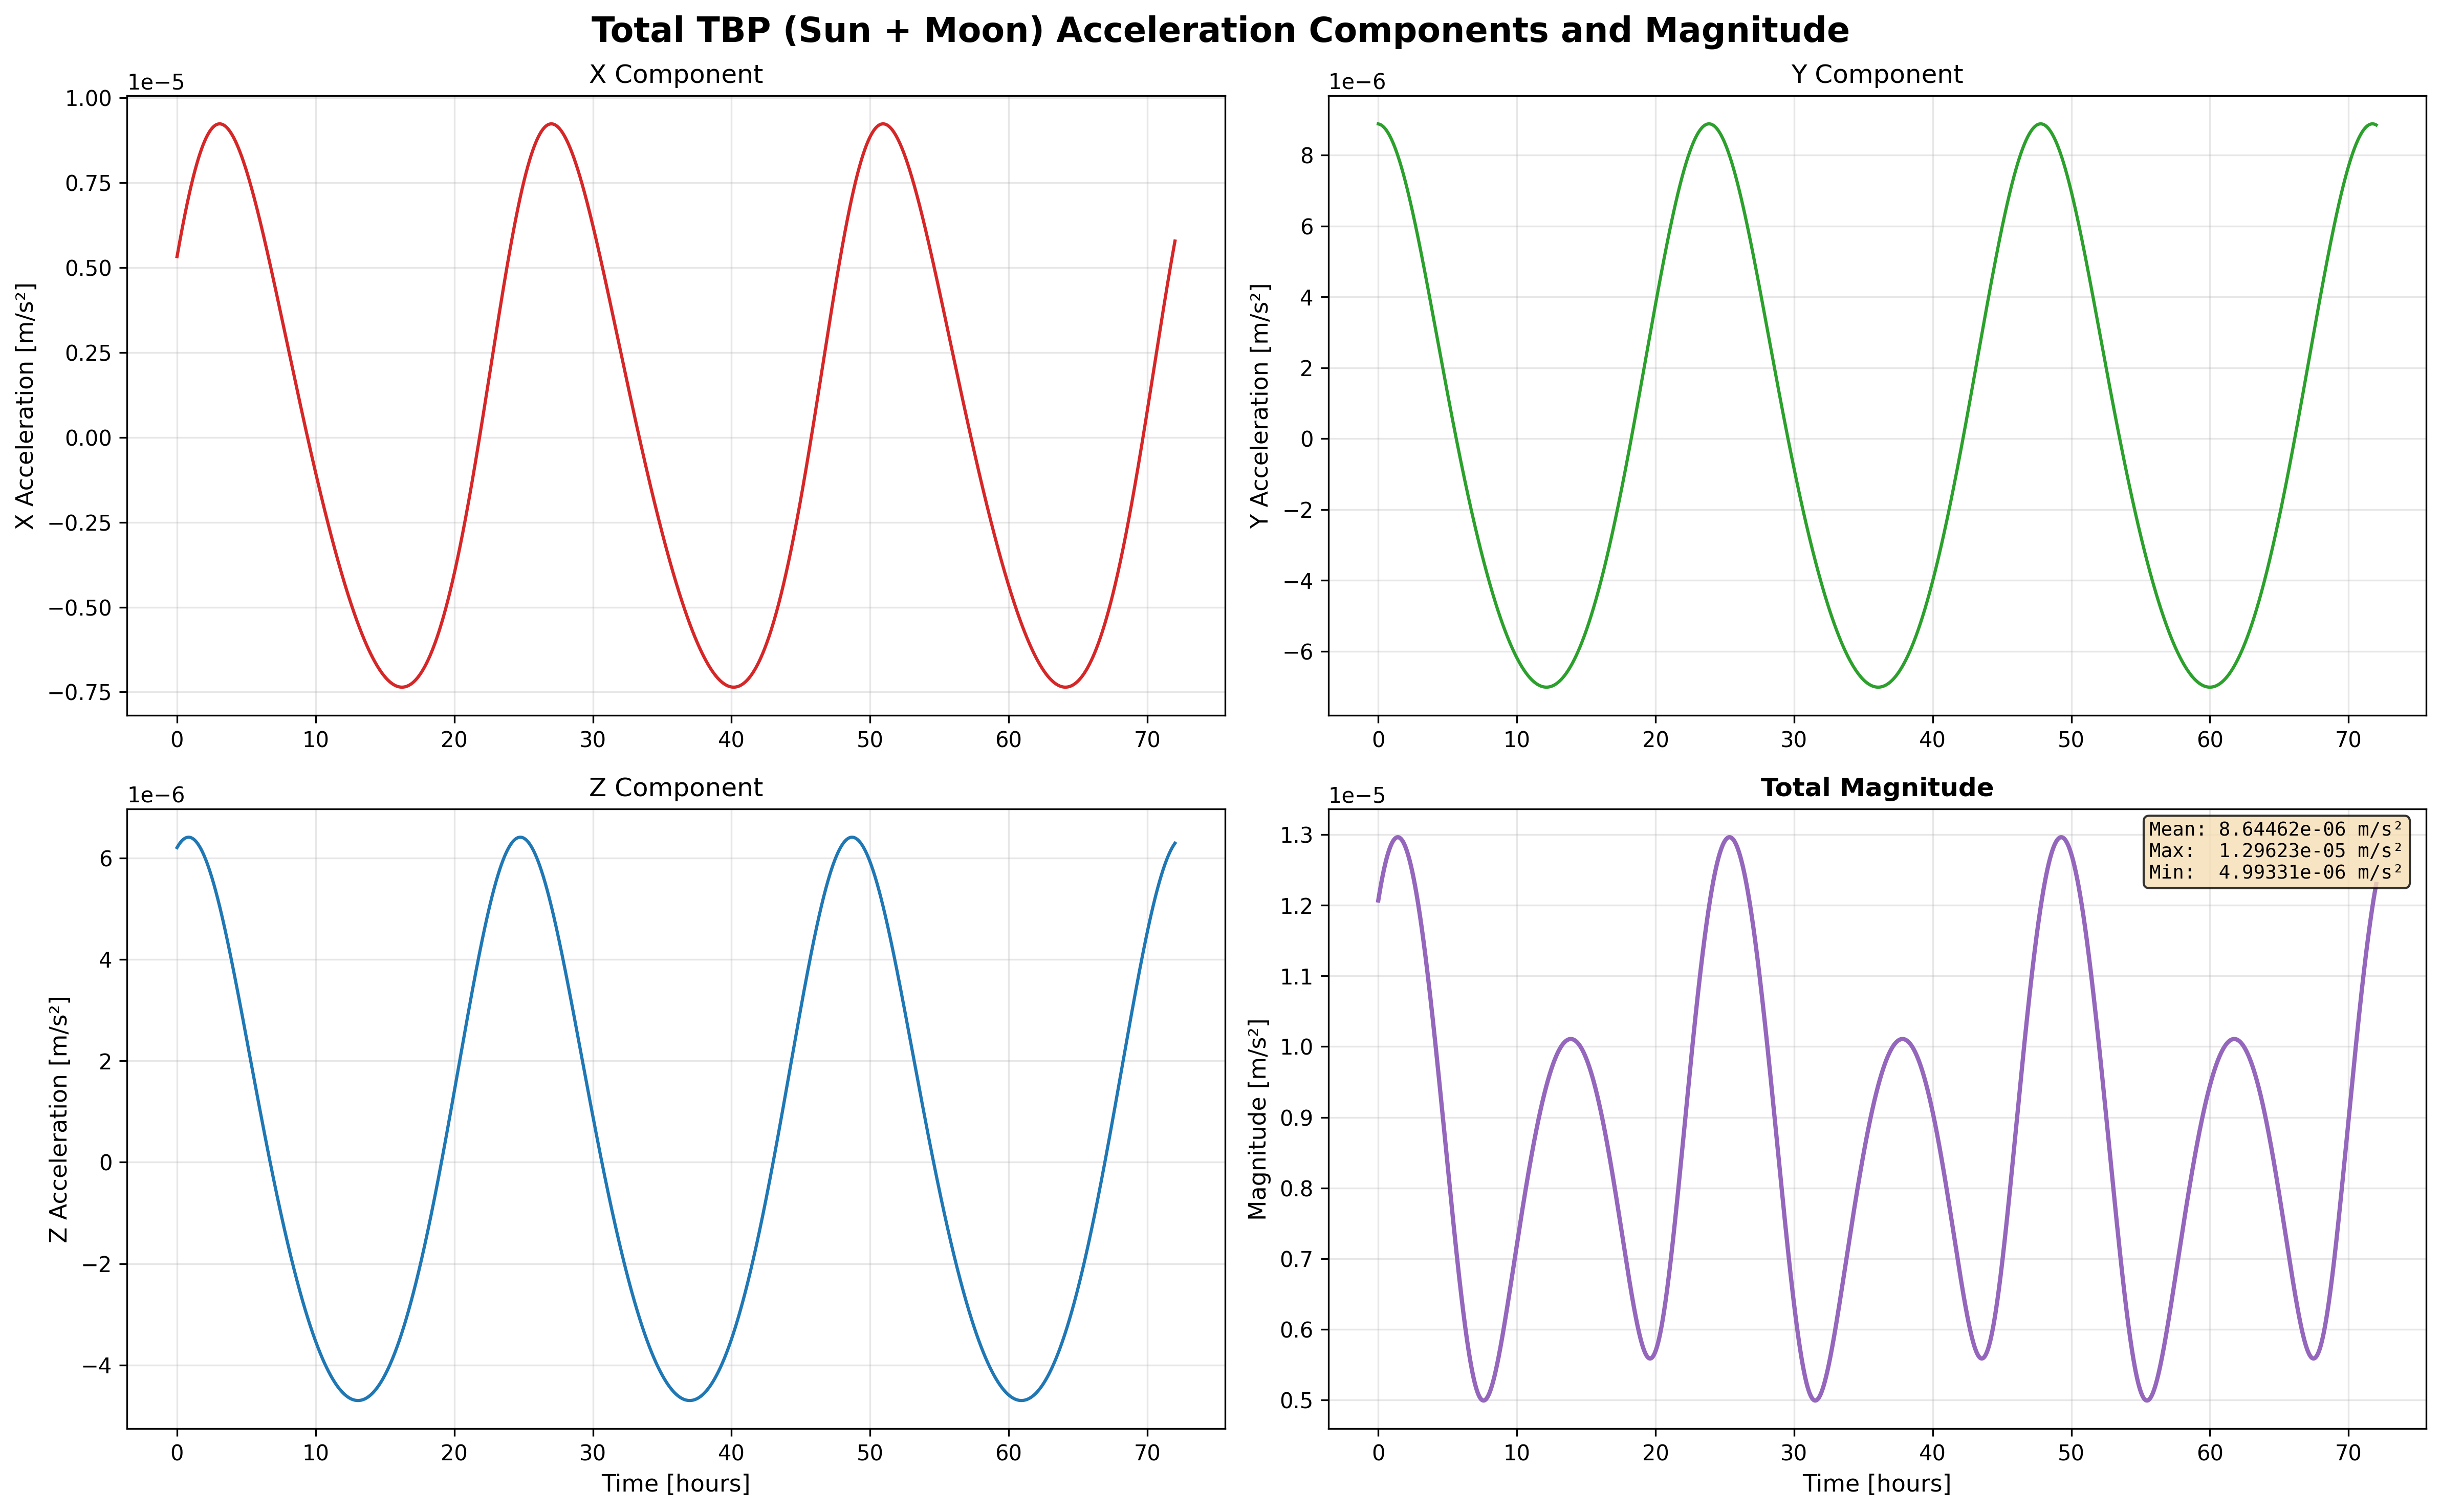 Total TBP (Sun + Moon) Acceleration Components and Magnitude
X Component
1e−5
1.00
0.75
0.50
0.25
0.00
−0.25
−0.50
−0.75
X Acceleration [m/s²]
0 10 20 30 40 50 60 70
Y Component
1e−6
8
6
4
2
0
−2
−4
−6
Y Acceleration [m/s²]
0 10 20 30 40 50 60 70
Z Component
1e−6
6
4
2
0
−2
−4
Z Acceleration [m/s²]
0 10 20 30 40 50 60 70
Time [hours]
Total Magnitude
1e−5
1.3
1.2
1.1
1.0
0.9
0.8
0.7
0.6
0.5
Magnitude [m/s²]
Mean: 8.64462e-06 m/s²
Max: 1.29623e-05 m/s²
Min: 4.99331e-06 m/s²
0 10 20 30 40 50 60 70
Time [hours]